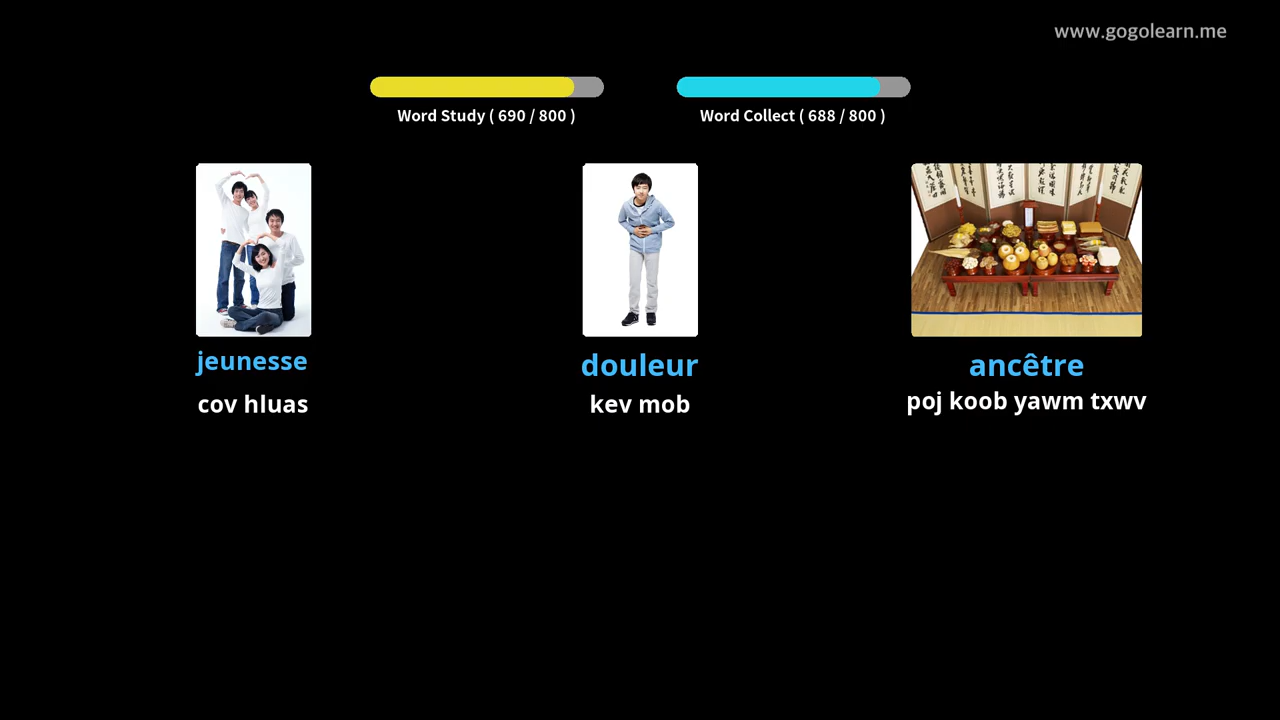 www.gogolearn.me
Word Study ( 690 / 800 )
Word Collect ( 688 / 800 )
jeunesse
douleur
ancêtre
cov hluas
kev mob
poj koob yawm txwv